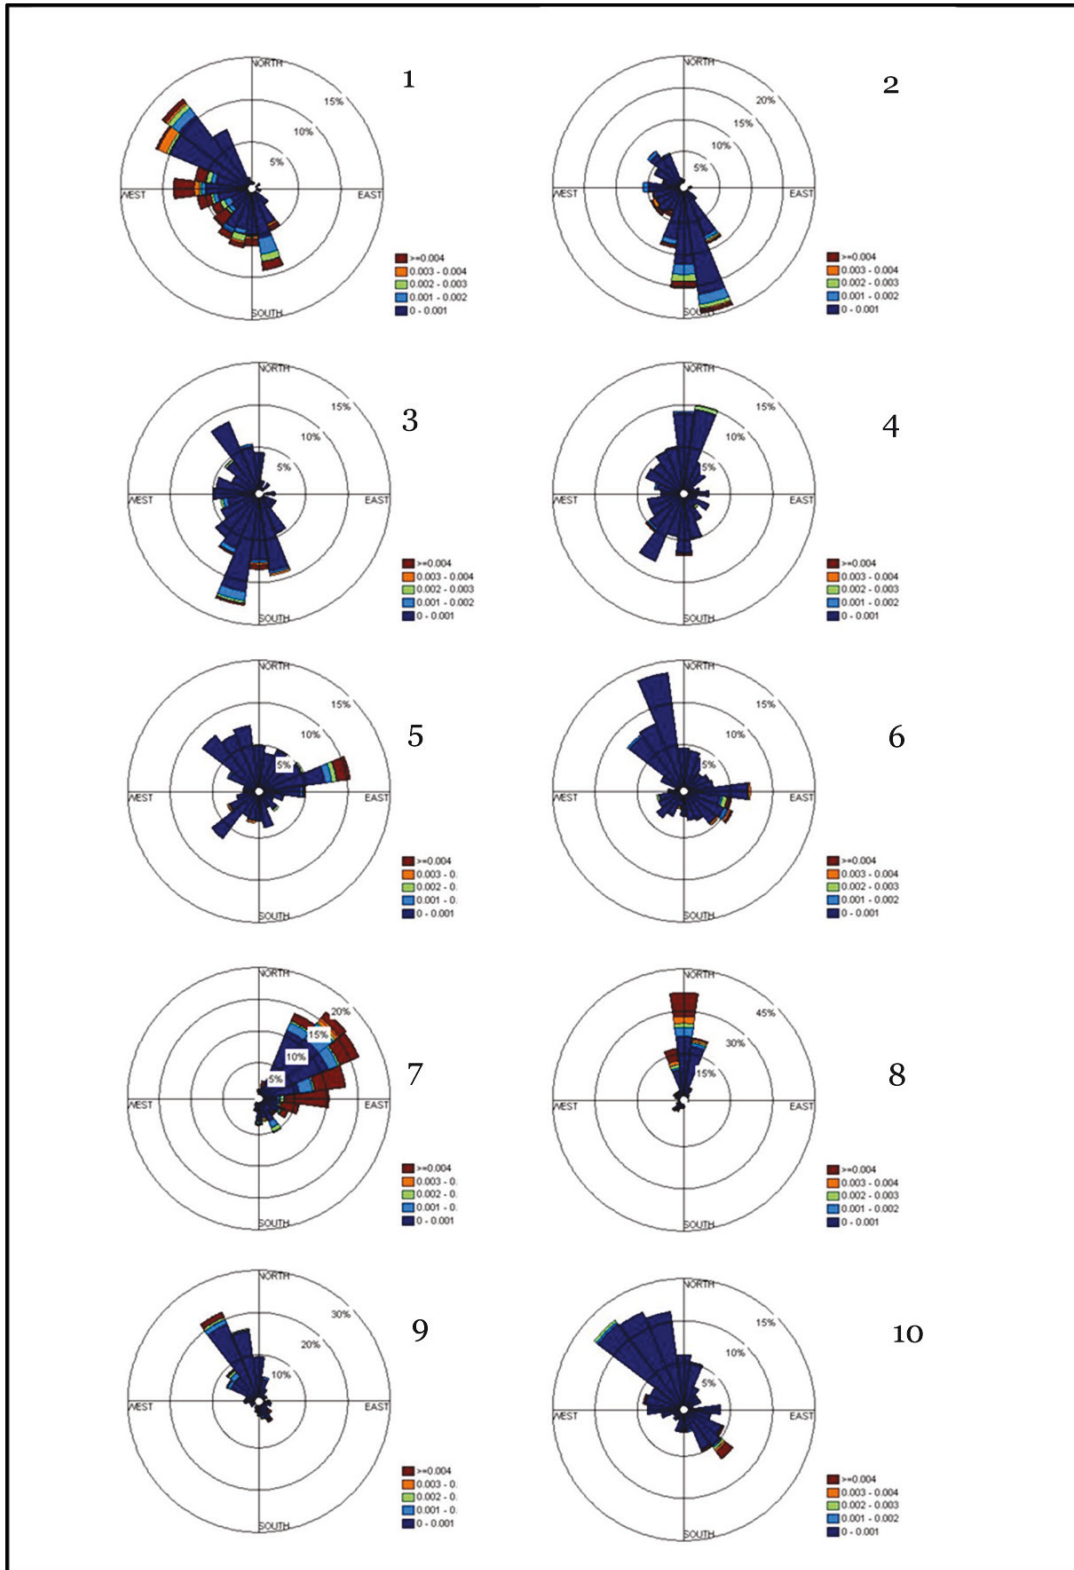 1
NORTH
15%
10%
5%
WEST
EAST
SOUTH
>=0.004
0.003 - 0.004
0.002 - 0.003
0.001 - 0.002
0 - 0.001
2
NORTH
20%
15%
10%
5%
WEST
EAST
SOUTH
>=0.004
0.003 - 0.004
0.002 - 0.003
0.001 - 0.002
0 - 0.001
3
NORTH
15%
10%
5%
WEST
EAST
SOUTH
>=0.004
0.003 - 0.004
0.002 - 0.003
0.001 - 0.002
0 - 0.001
4
NORTH
15%
10%
5%
WEST
EAST
SOUTH
>=0.004
0.003 - 0.004
0.002 - 0.003
0.001 - 0.002
0 - 0.001
5
NORTH
15%
10%
5%
WEST
EAST
SOUTH
>=0.004
0.003 - 0.
0.002 - 0.
0.001 - 0.
0 - 0.001
6
NORTH
15%
10%
5%
WEST
EAST
SOUTH
>=0.004
0.003 - 0.004
0.002 - 0.003
0.001 - 0.002
0 - 0.001
7
NORTH
20%
15%
10%
5%
WEST
EAST
SOUTH
>=0.004
0.003 - 0.
0.002 - 0.
0.001 - 0.
0 - 0.001
8
NORTH
45%
30%
15%
WEST
EAST
SOUTH
>=0.004
0.003 - 0.004
0.002 - 0.003
0.001 - 0.002
0 - 0.001
9
NORTH
30%
20%
10%
WEST
EAST
SOUTH
>=0.004
0.003 - 0.
0.002 - 0.
0.001 - 0.
0 - 0.001
10
NORTH
15%
10%
5%
WEST
EAST
SOUTH
>=0.004
0.003 - 0.004
0.002 - 0.003
0.001 - 0.002
0 - 0.001